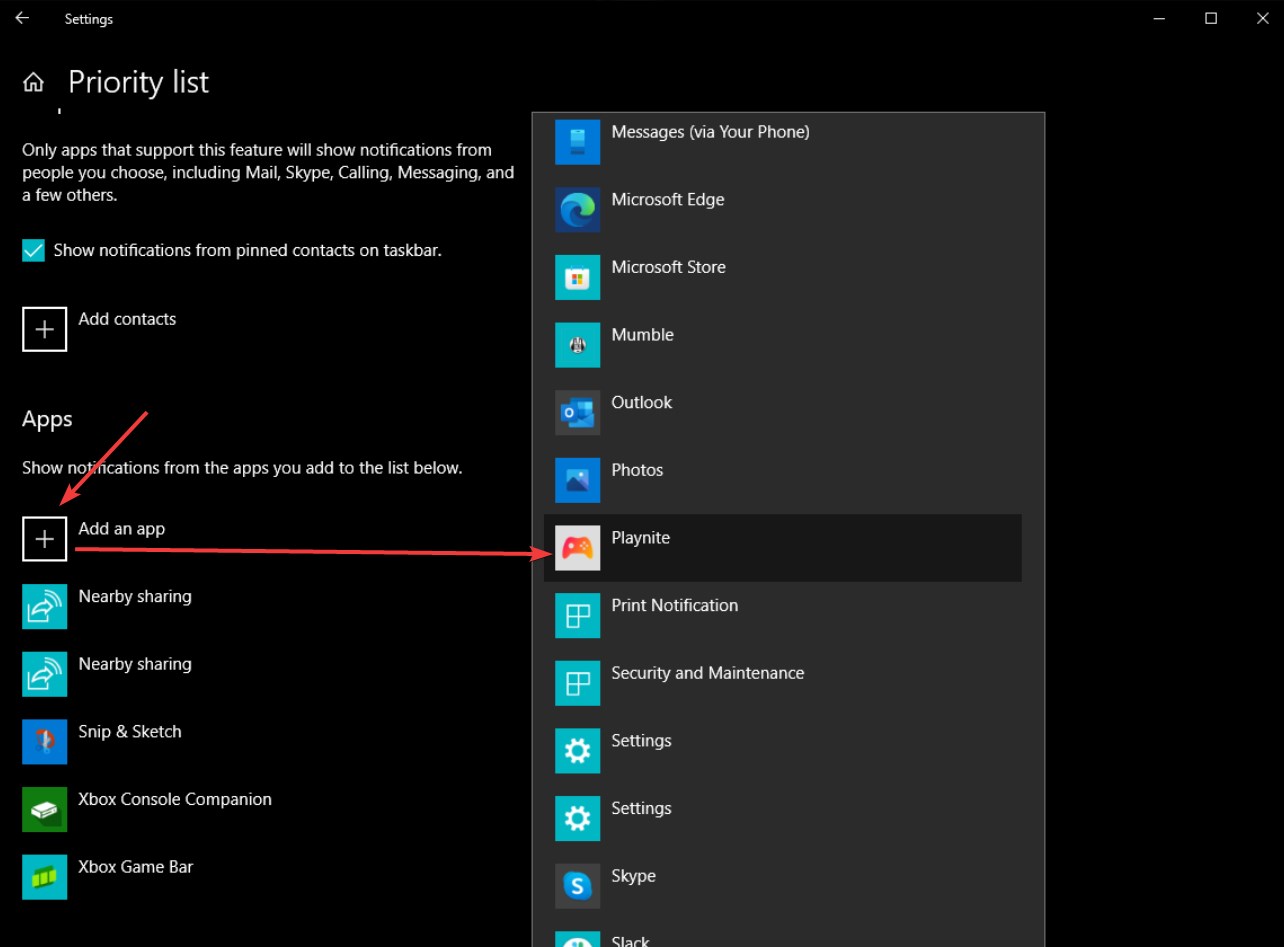 Settings
Priority list
Only apps that support this feature will show notifications from
people you choose, including Mail, Skype, Calling, Messaging, and
a few others.
Show notifications from pinned contacts on taskbar.
Add contacts
Apps
Show notifications from the apps you add to the list below.
Add an app
Nearby sharing
Nearby sharing
Snip & Sketch
Xbox Console Companion
Xbox Game Bar
Messages (via Your Phone)
Microsoft Edge
Microsoft Store
Mumble
Outlook
Photos
Playnite
Print Notification
Security and Maintenance
Settings
Settings
Skype
Slack